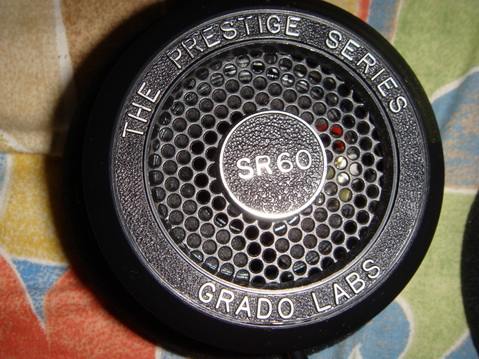 THE PRESTIGE SERIES
SR60
GRADO LABS